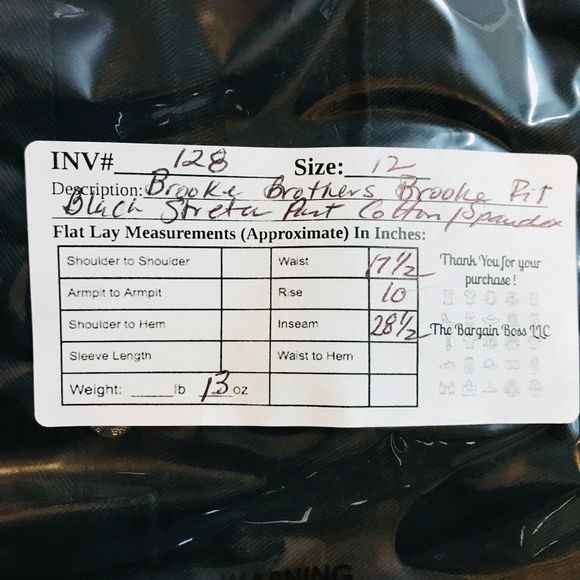 INV# 128 Size: 12
Description: Brooke Brothers Brooke Fit
Black Stretch Pant Cotton/Spandex
Flat Lay Measurements (Approximate) In Inches:
Shoulder to Shoulder Waist 17 1/2
Armpit to Armpit Rise 10
Shoulder to Hem Inseam 28 1/2
Sleeve Length Waist to Hem
Weight: ____lb 13 oz
Thank You for your
purchase!
The Bargain Boss LLC
WARNING